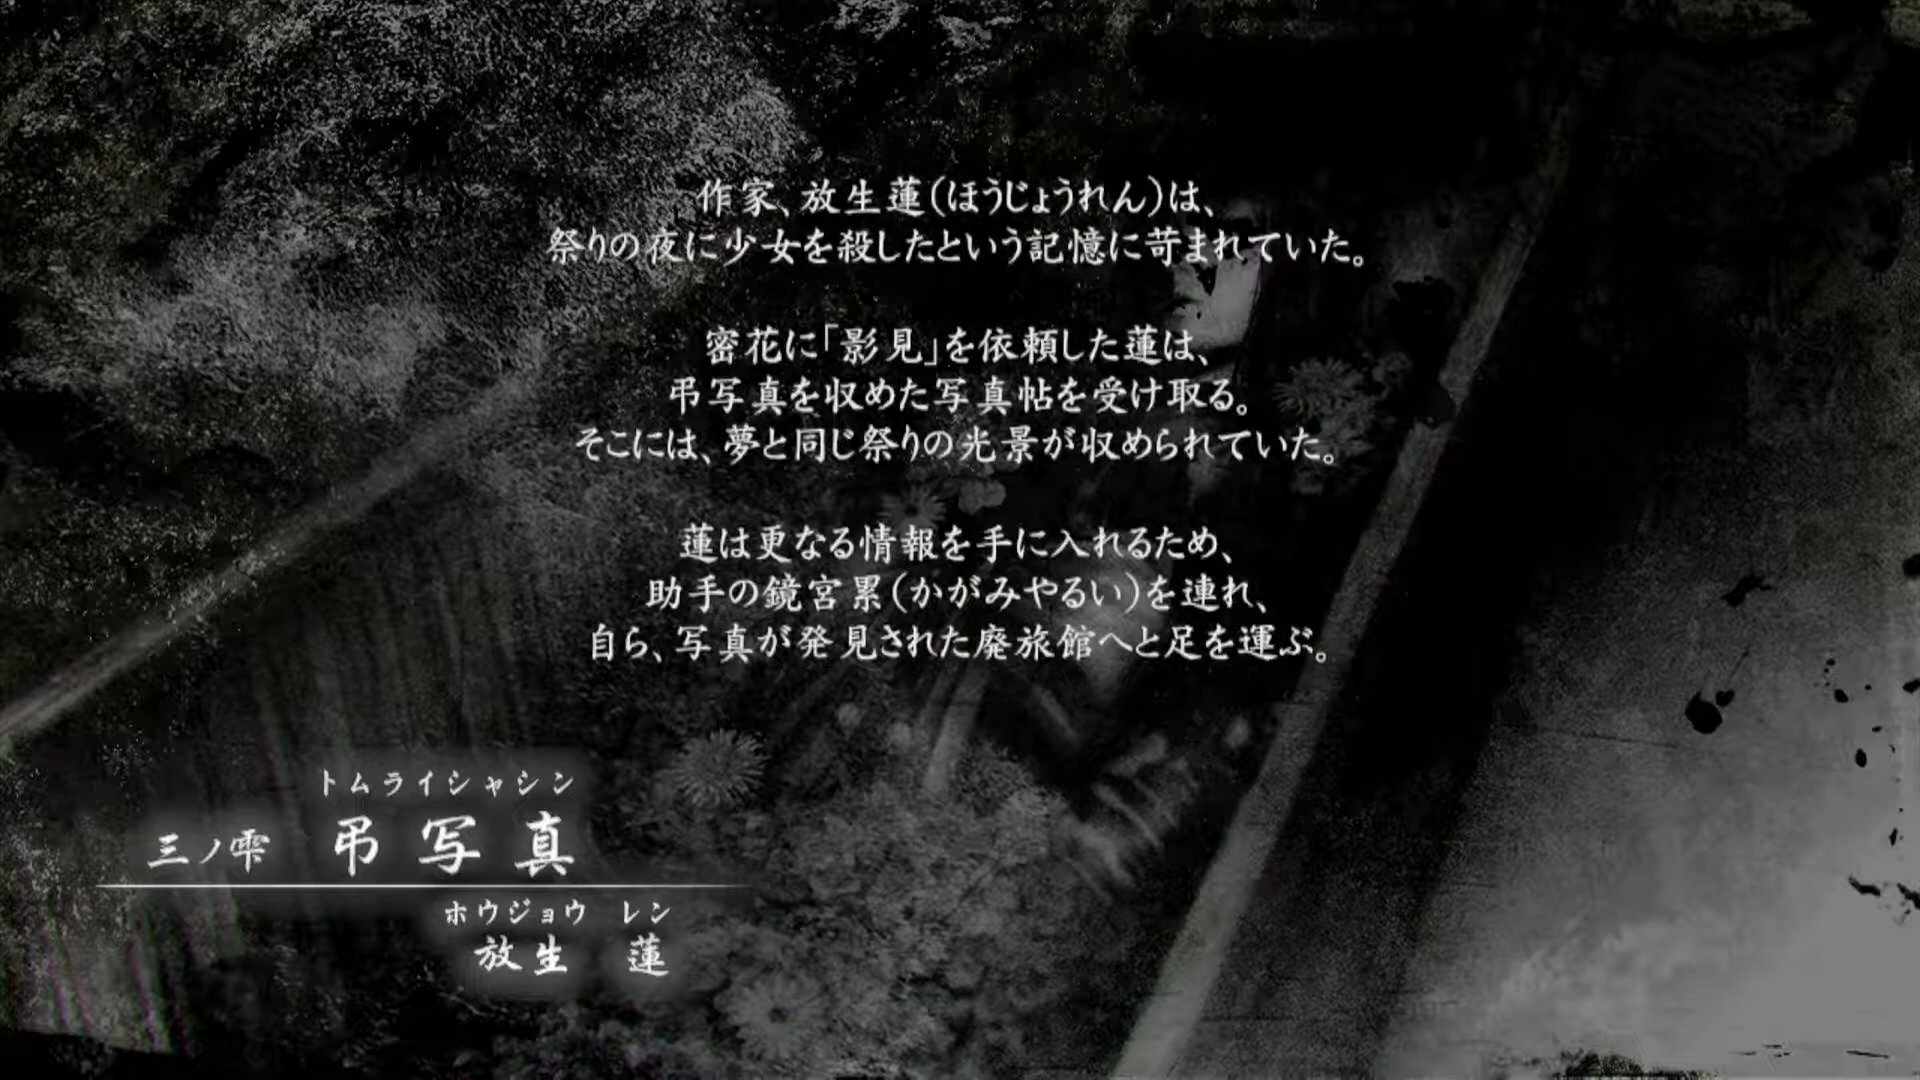 作家、放生蓮(ほうじょうれん)は、
祭りの夜に少女を殺したという記憶に苛まれていた。
密花に「影見」を依頼した蓮は、
弔写真を収めた写真帖を受け取る。
そこには、夢と同じ祭りの光景が収められていた。
蓮は更なる情報を手に入れるため、
助手の鏡宮累(かがみやるい)を連れ、
自ら、写真が発見された廃旅館へと足を運ぶ。
トムライシャシン
三ノ雫 弔写真
ホウジョウ レン
放生 蓮